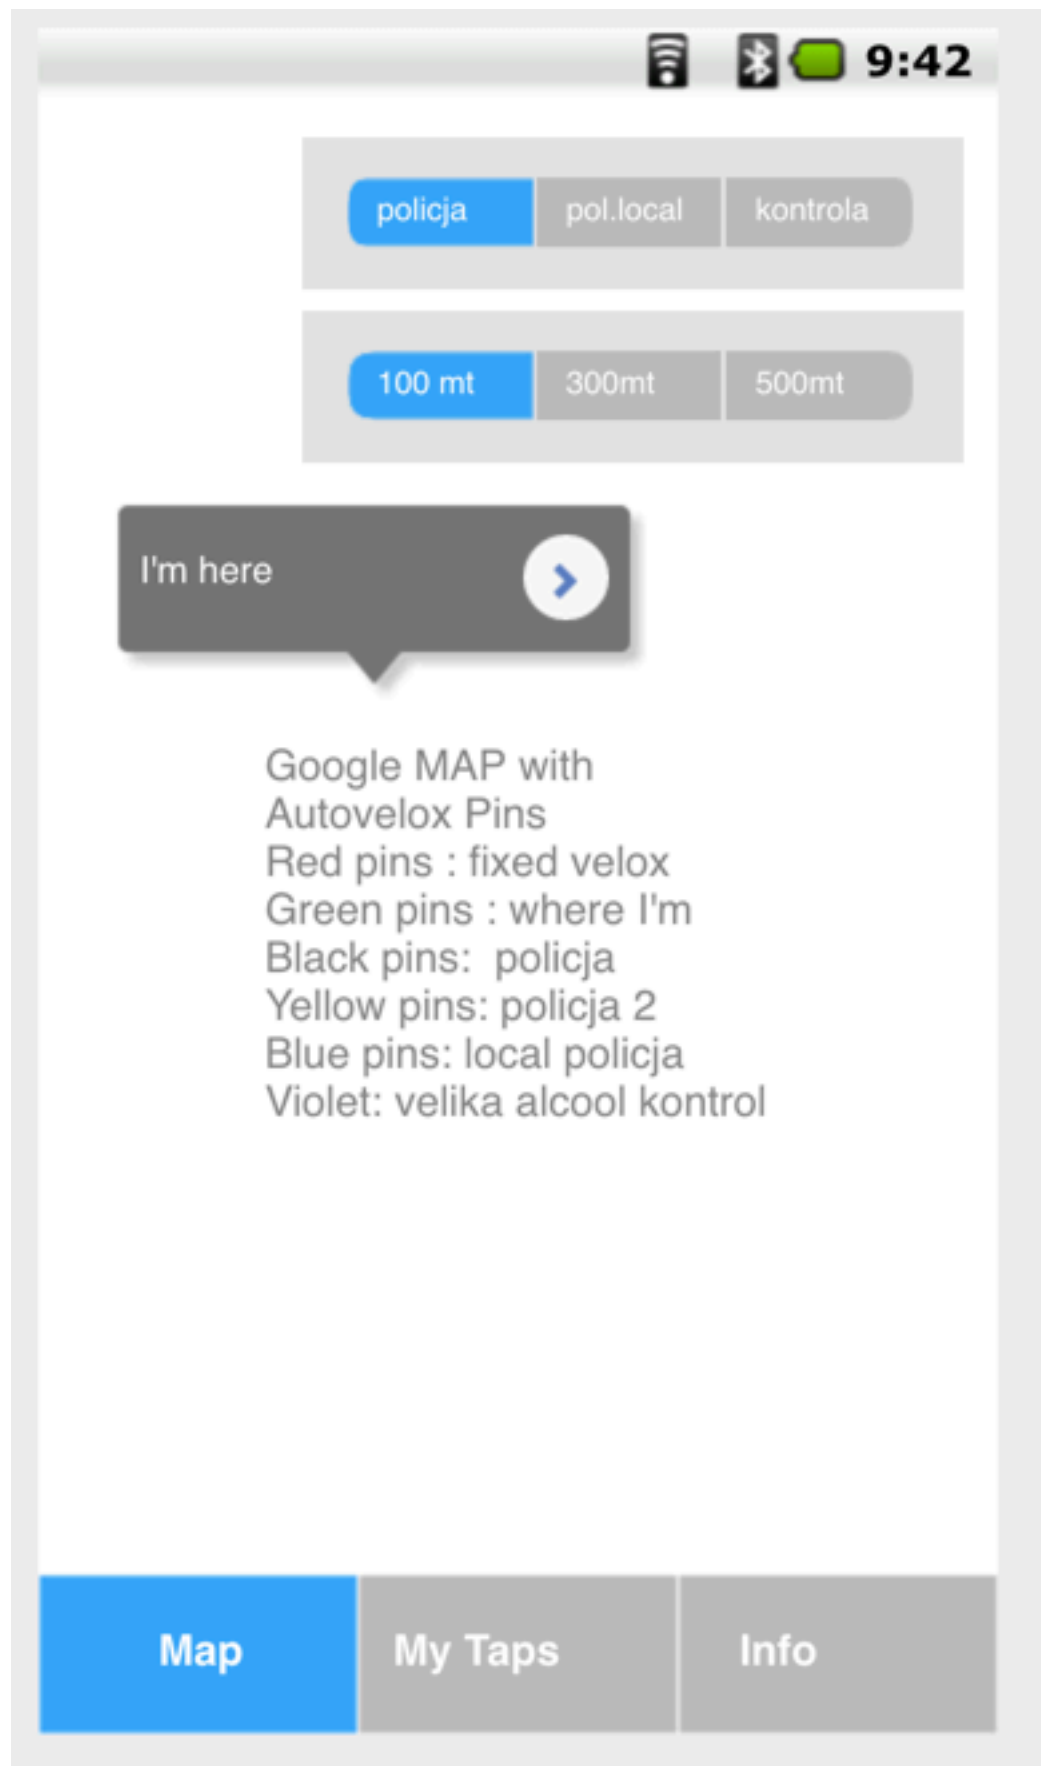 9:42
policja pol.local kontrola
100 mt 300mt 500mt
I'm here
Google MAP with
Autovelox Pins
Red pins : fixed velox
Green pins : where I'm
Black pins:  policja
Yellow pins: policja 2
Blue pins: local policja
Violet: velika alcool kontrol
Map My Taps Info